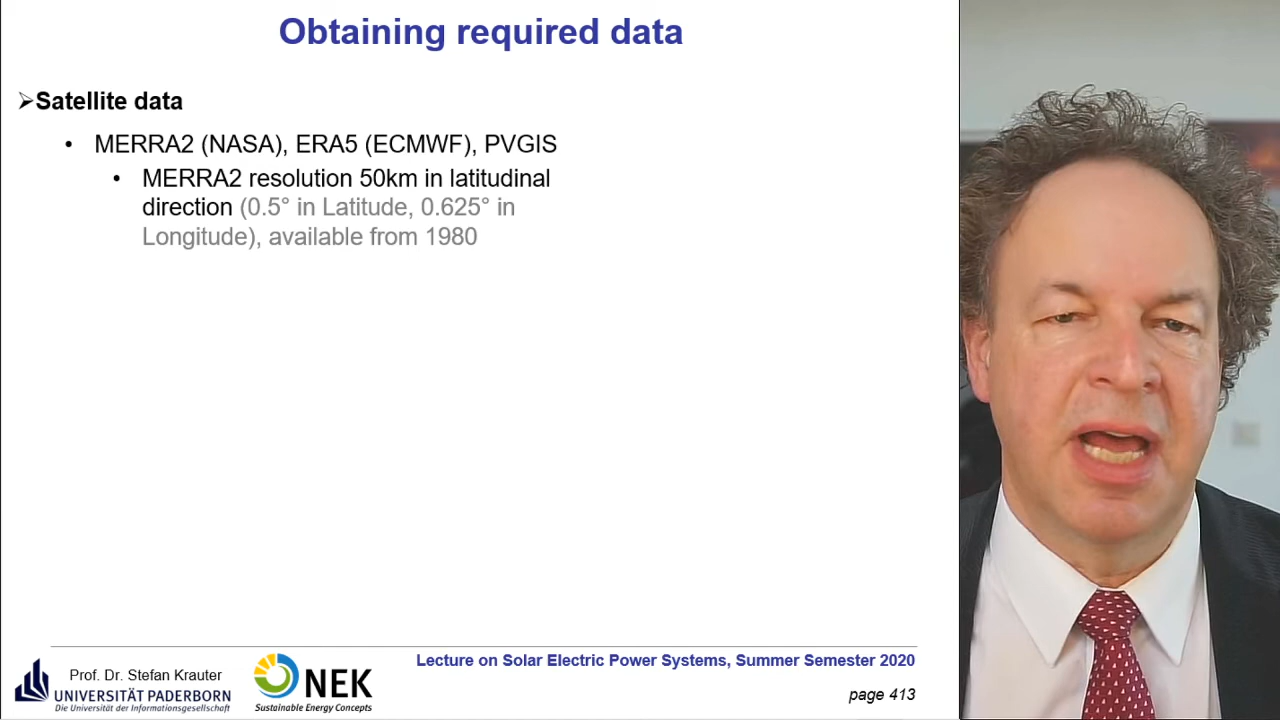 Obtaining required data
Satellite data
MERRA2 (NASA), ERA5 (ECMWF), PVGIS
MERRA2 resolution 50km in latitudinal
direction (0.5° in Latitude, 0.625° in
Longitude), available from 1980
Prof. Dr. Stefan Krauter
UNIVERSITÄT PADERBORN
Die Universität der Informationsgesellschaft
NEK
Sustainable Energy Concepts
Lecture on Solar Electric Power Systems, Summer Semester 2020
page 413